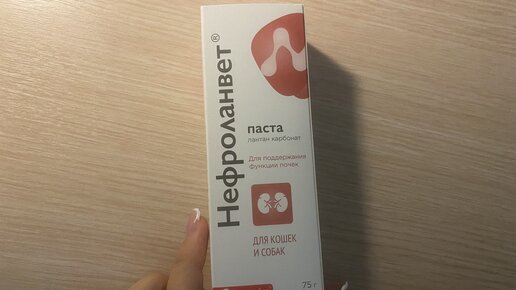 Нефроланвет®
паста
лантан карбонат
Для поддержания
функции почек
ДЛЯ КОШЕК
И СОБАК
75 г